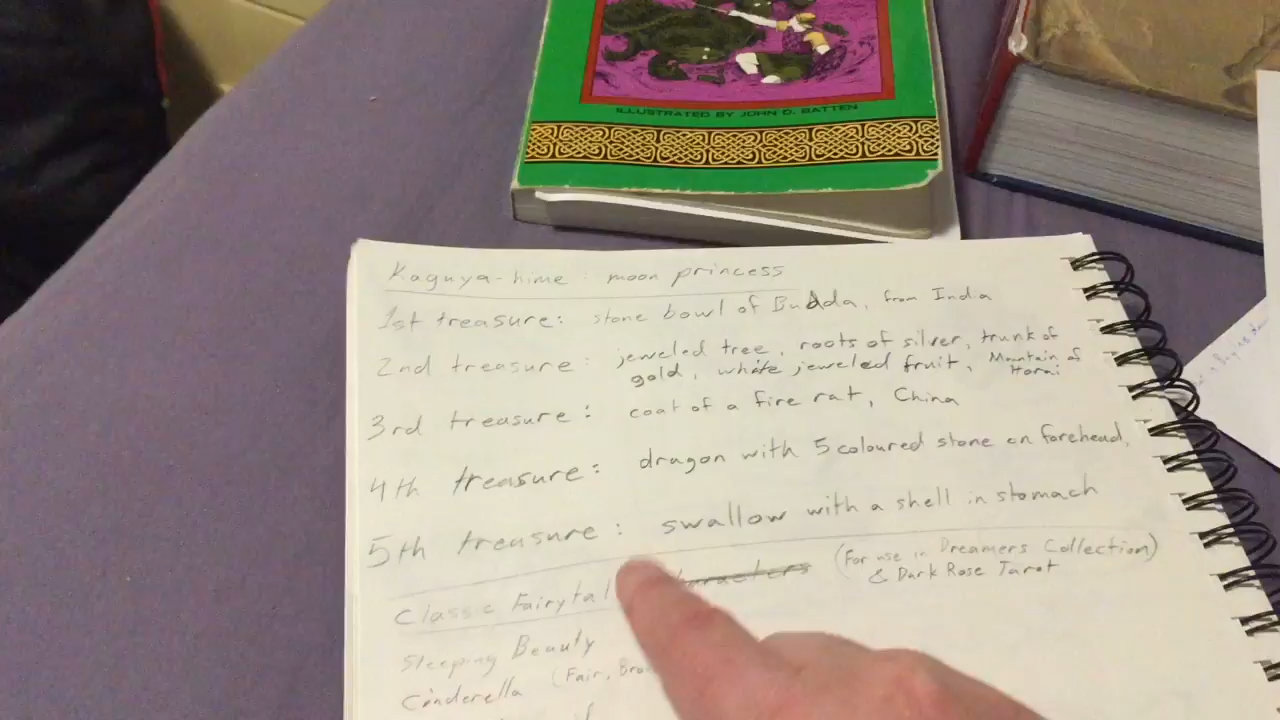 ILLUSTRATED BY JOHN D. BATTEN
Kaguya-hime: moon princess
1st treasure: stone bowl of Budda, from India
2nd treasure: jeweled tree, roots of silver, trunk of
gold, white jeweled fruit, Mountain of
Horai
3rd treasure: coat of a fire rat, China
4th treasure: dragon with 5 coloured stone on forehead,
5th treasure: swallow with a shell in stomach
Classic Fairytal characters (For use in Dreamers Collection)
& Dark Rose Tarot
Sleeping Beauty
Cinderella (Fair, Bro